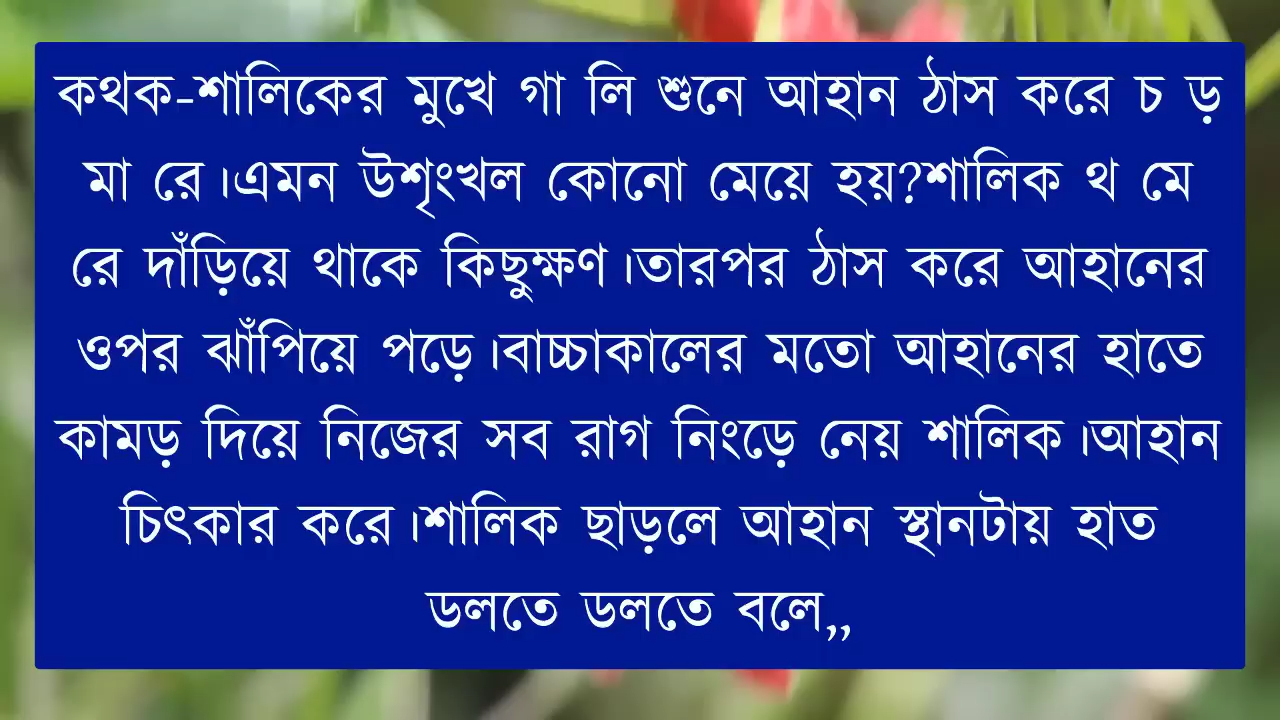 কথক-শালিকের মুখে গা লি শুনে আহান ঠাস করে চ ড়
মা রে।এমন উশৃংখল কোনো মেয়ে হয়?শালিক থ মে
রে দাঁড়িয়ে থাকে কিছুক্ষণ।তারপর ঠাস করে আহানের
ওপর ঝাঁপিয়ে পড়ে।বাচ্চাকালের মতো আহানের হাতে
কামড় দিয়ে নিজের সব রাগ নিংড়ে নেয় শালিক।আহান
চিৎকার করে।শালিক ছাড়লে আহান স্থানটায় হাত
ডলতে ডলতে বলে,,